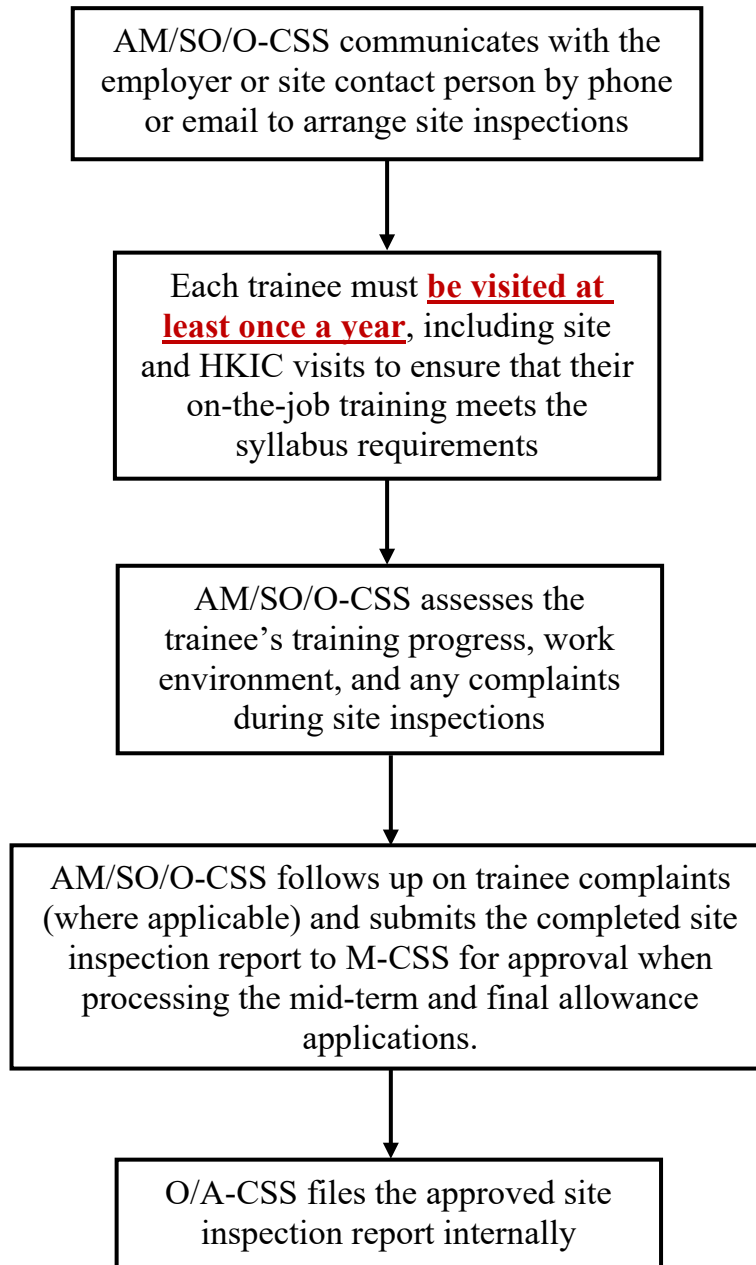 AM/SO/O-CSS communicates with the
employer or site contact person by phone
or email to arrange site inspections
Each trainee must be visited at
least once a year, including site
and HKIC visits to ensure that their
on-the-job training meets the
syllabus requirements
AM/SO/O-CSS assesses the
trainee’s training progress, work
environment, and any complaints
during site inspections
AM/SO/O-CSS follows up on trainee complaints
(where applicable) and submits the completed site
inspection report to M-CSS for approval when
processing the mid-term and final allowance
applications.
O/A-CSS files the approved site
inspection report internally